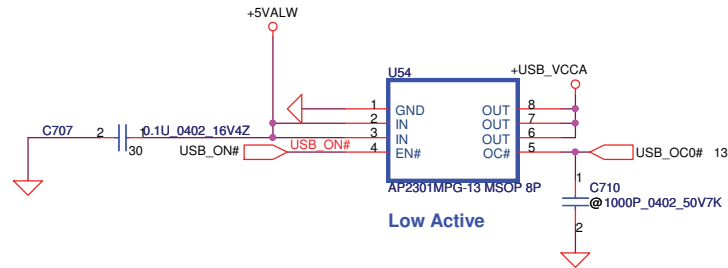 +5VALW
U54
+USB_VCCA
1 GND OUT 8
2 IN OUT 7
C707 2 1 0.1U_0402_16V4Z 3 IN OUT 6
30 USB_ON# USB_ON# 4 EN# OC# 5 USB_OC0# 13
AP2301MPG-13 MSOP 8P
1 C710
@ 1000P_0402_50V7K
Low Active
2